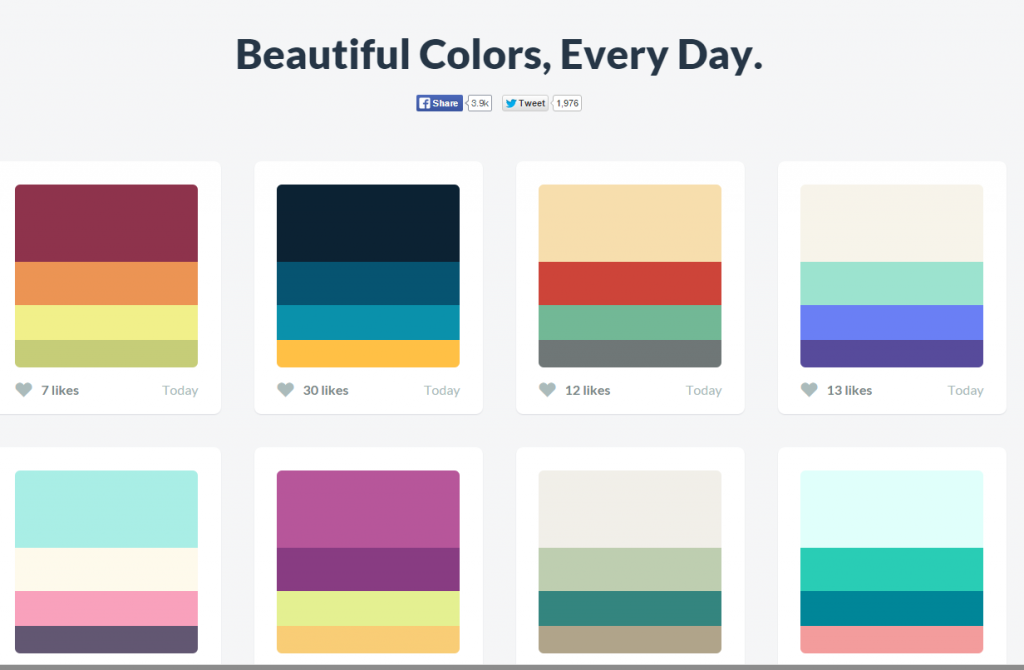 Beautiful Colors, Every Day.
Share 3.9k Tweet 1,976
7 likes Today
30 likes Today
12 likes Today
13 likes Today